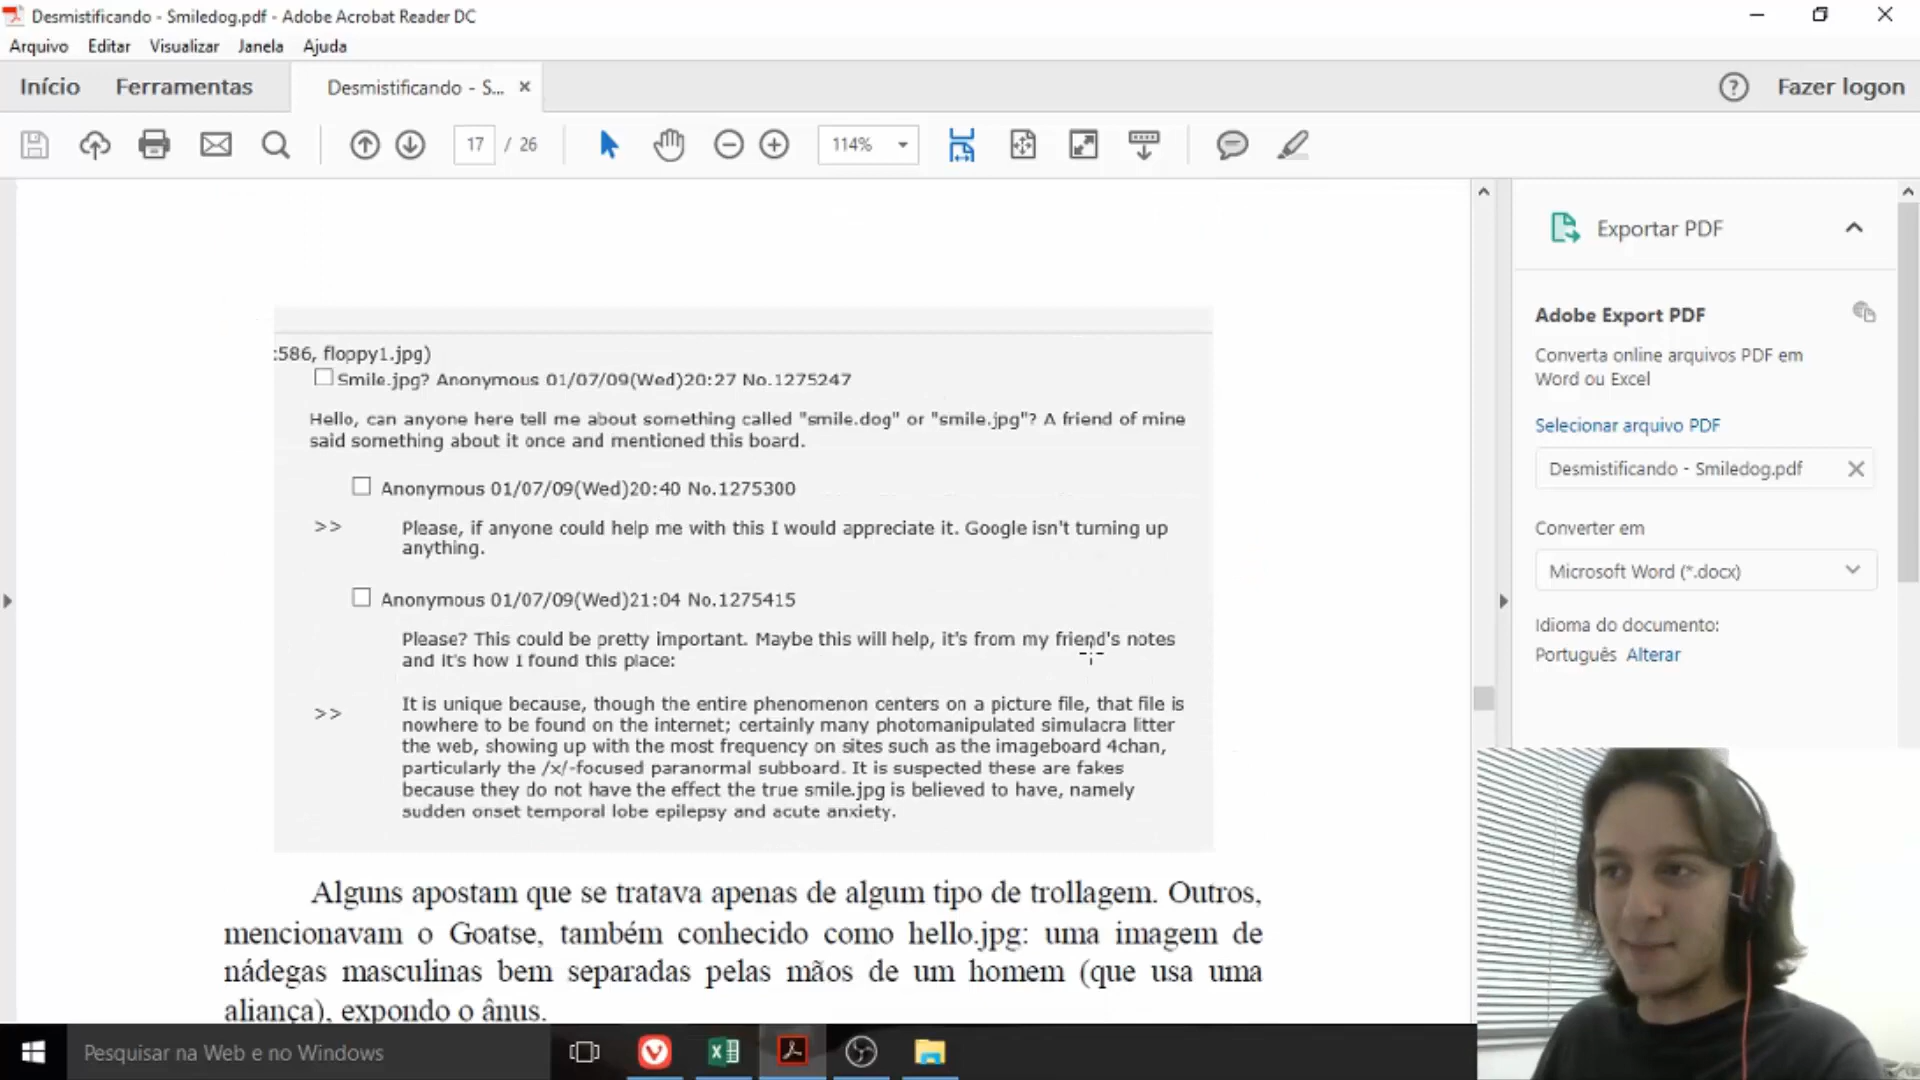 Desmistificando - Smiledog.pdf - Adobe Acrobat Reader DC
Arquivo Editar Visualizar Janela Ajuda
Início Ferramentas Desmistificando - S... × ? Fazer logon
17 / 26 114%
:586, floppy1.jpg)
Smile.jpg? Anonymous 01/07/09(Wed)20:27 No.1275247
Hello, can anyone here tell me about something called "smile.dog" or "smile.jpg"? A friend of mine
said something about it once and mentioned this board.
Anonymous 01/07/09(Wed)20:40 No.1275300
>> Please, if anyone could help me with this I would appreciate it. Google isn't turning up
anything.
Anonymous 01/07/09(Wed)21:04 No.1275415
Please? This could be pretty important. Maybe this will help, it's from my friend's notes
and it's how I found this place:
>> It is unique because, though the entire phenomenon centers on a picture file, that file is
nowhere to be found on the internet; certainly many photomanipulated simulacra litter
the web, showing up with the most frequency on sites such as the imageboard 4chan,
particularly the /x/-focused paranormal subboard. It is suspected these are fakes
because they do not have the effect the true smile.jpg is believed to have, namely
sudden onset temporal lobe epilepsy and acute anxiety.
Alguns apostam que se tratava apenas de algum tipo de trollagem. Outros,
mencionavam o Goatse, também conhecido como hello.jpg: uma imagem de
nádegas masculinas bem separadas pelas mãos de um homem (que usa uma
aliança), expondo o ânus.
Exportar PDF
Adobe Export PDF
Converta online arquivos PDF em
Word ou Excel
Selecionar arquivo PDF
Desmistificando - Smiledog.pdf
Converter em
Microsoft Word (*.docx)
Idioma do documento:
Português Alterar
Pesquisar na Web e no Windows